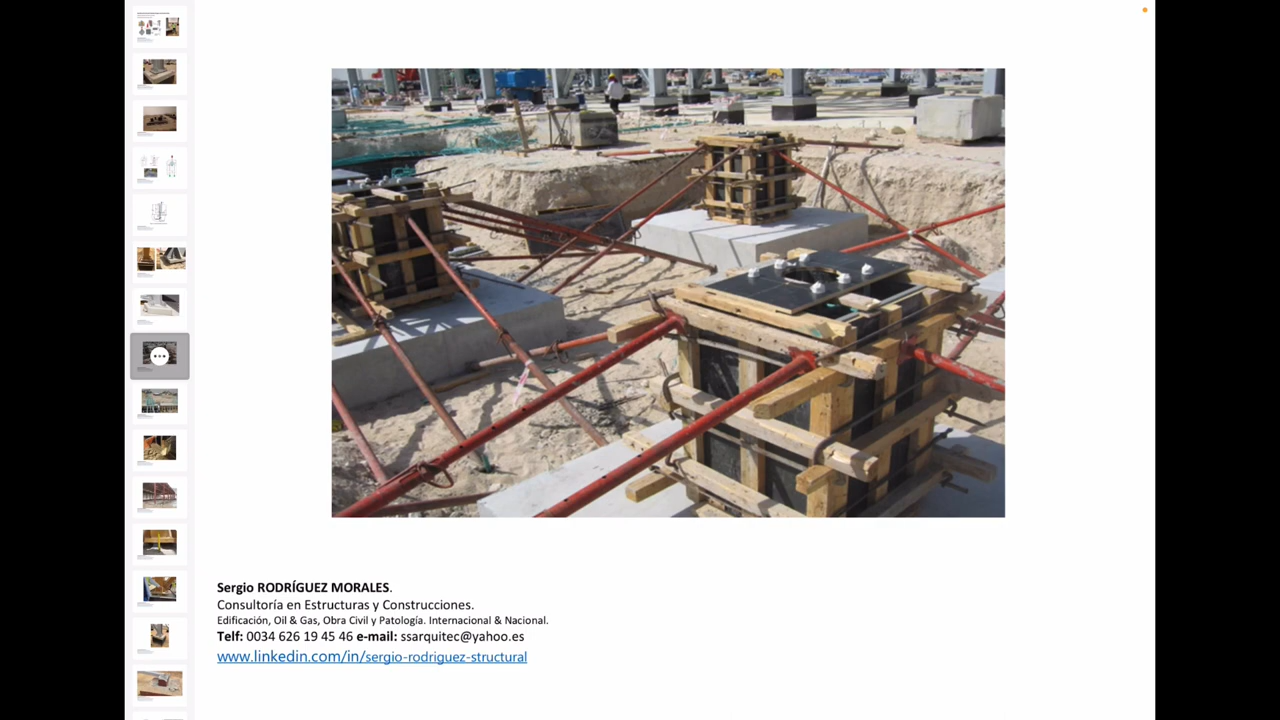 Sergio RODRÍGUEZ MORALES.
Consultoría en Estructuras y Construcciones.
Edificación, Oil & Gas, Obra Civil y Patología. Internacional & Nacional.
Telf: 0034 626 19 45 46 e-mail: ssarquitec@yahoo.es
www.linkedin.com/in/sergio-rodriguez-structural